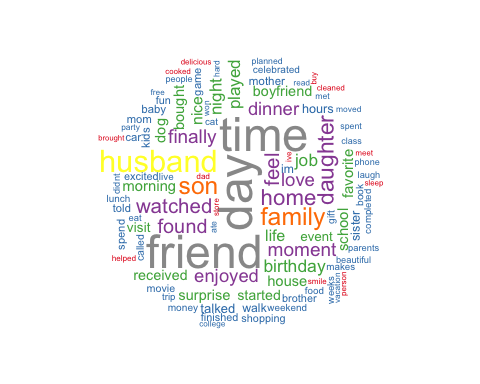 delicious
planned
celebrated
cooked
people
hard
mother
read
buy
cleaned
free
fun
bought
nice
game
night
played
boyfriend
met
moved
baby
won
dinner
hours
mom
dog
cat
party
car
kids
finally
time
spent
class
brought
husband
day
feel
ive
im
job
daughter
favorite
meet
phone
excited
live
dad
love
laugh
sleep
didnt
morning
son
home
book
completed
lunch
told
watched
store
family
gift
school
sister
eat
visit
found
ate
life
event
spend
called
friend
moment
parents
helped
beautiful
received
enjoyed
birthday
makes
movie
house
smile
person
trip
surprise
started
brother
food
weeks
vacation
money
talked
walk
weekend
finished
shopping
college